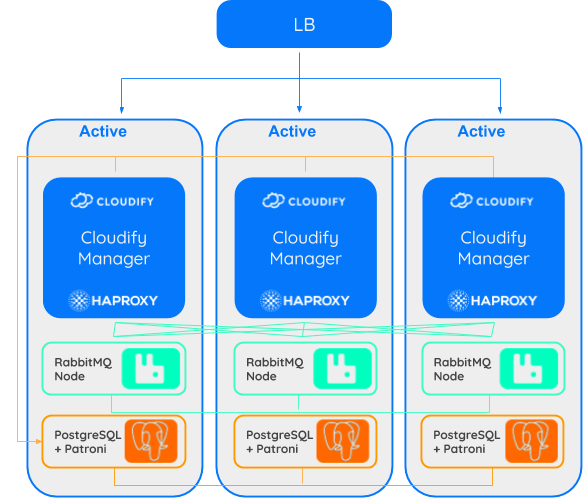 LB
Active
Active
Active
CLOUDIFY
Cloudify
Manager
HAPROXY
CLOUDIFY
Cloudify
Manager
HAPROXY
CLOUDIFY
Cloudify
Manager
HAPROXY
RabbitMQ
Node
RabbitMQ
Node
RabbitMQ
Node
PostgreSQL
+ Patroni
PostgreSQL
+ Patroni
PostgreSQL
+ Patroni